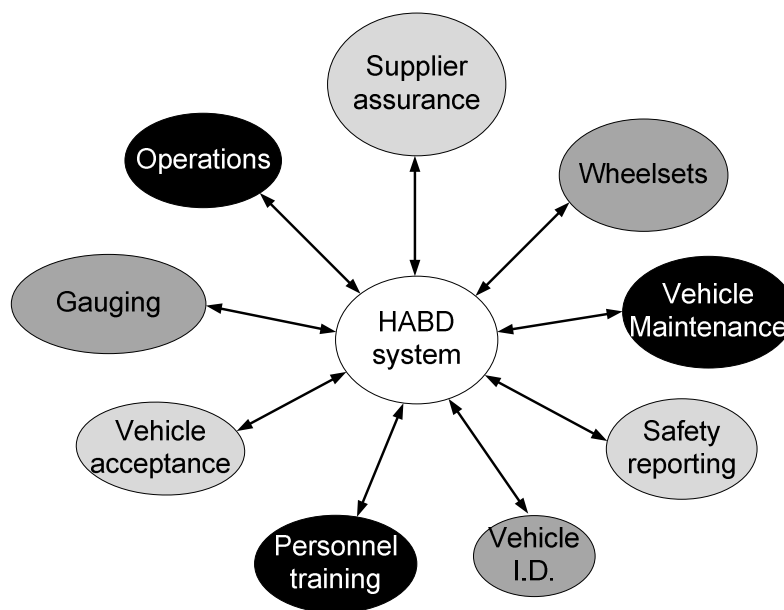 Supplier
assurance
Operations
Wheelsets
Gauging
HABD
system
Vehicle
Maintenance
Vehicle
acceptance
Safety
reporting
Personnel
training
Vehicle
I.D.